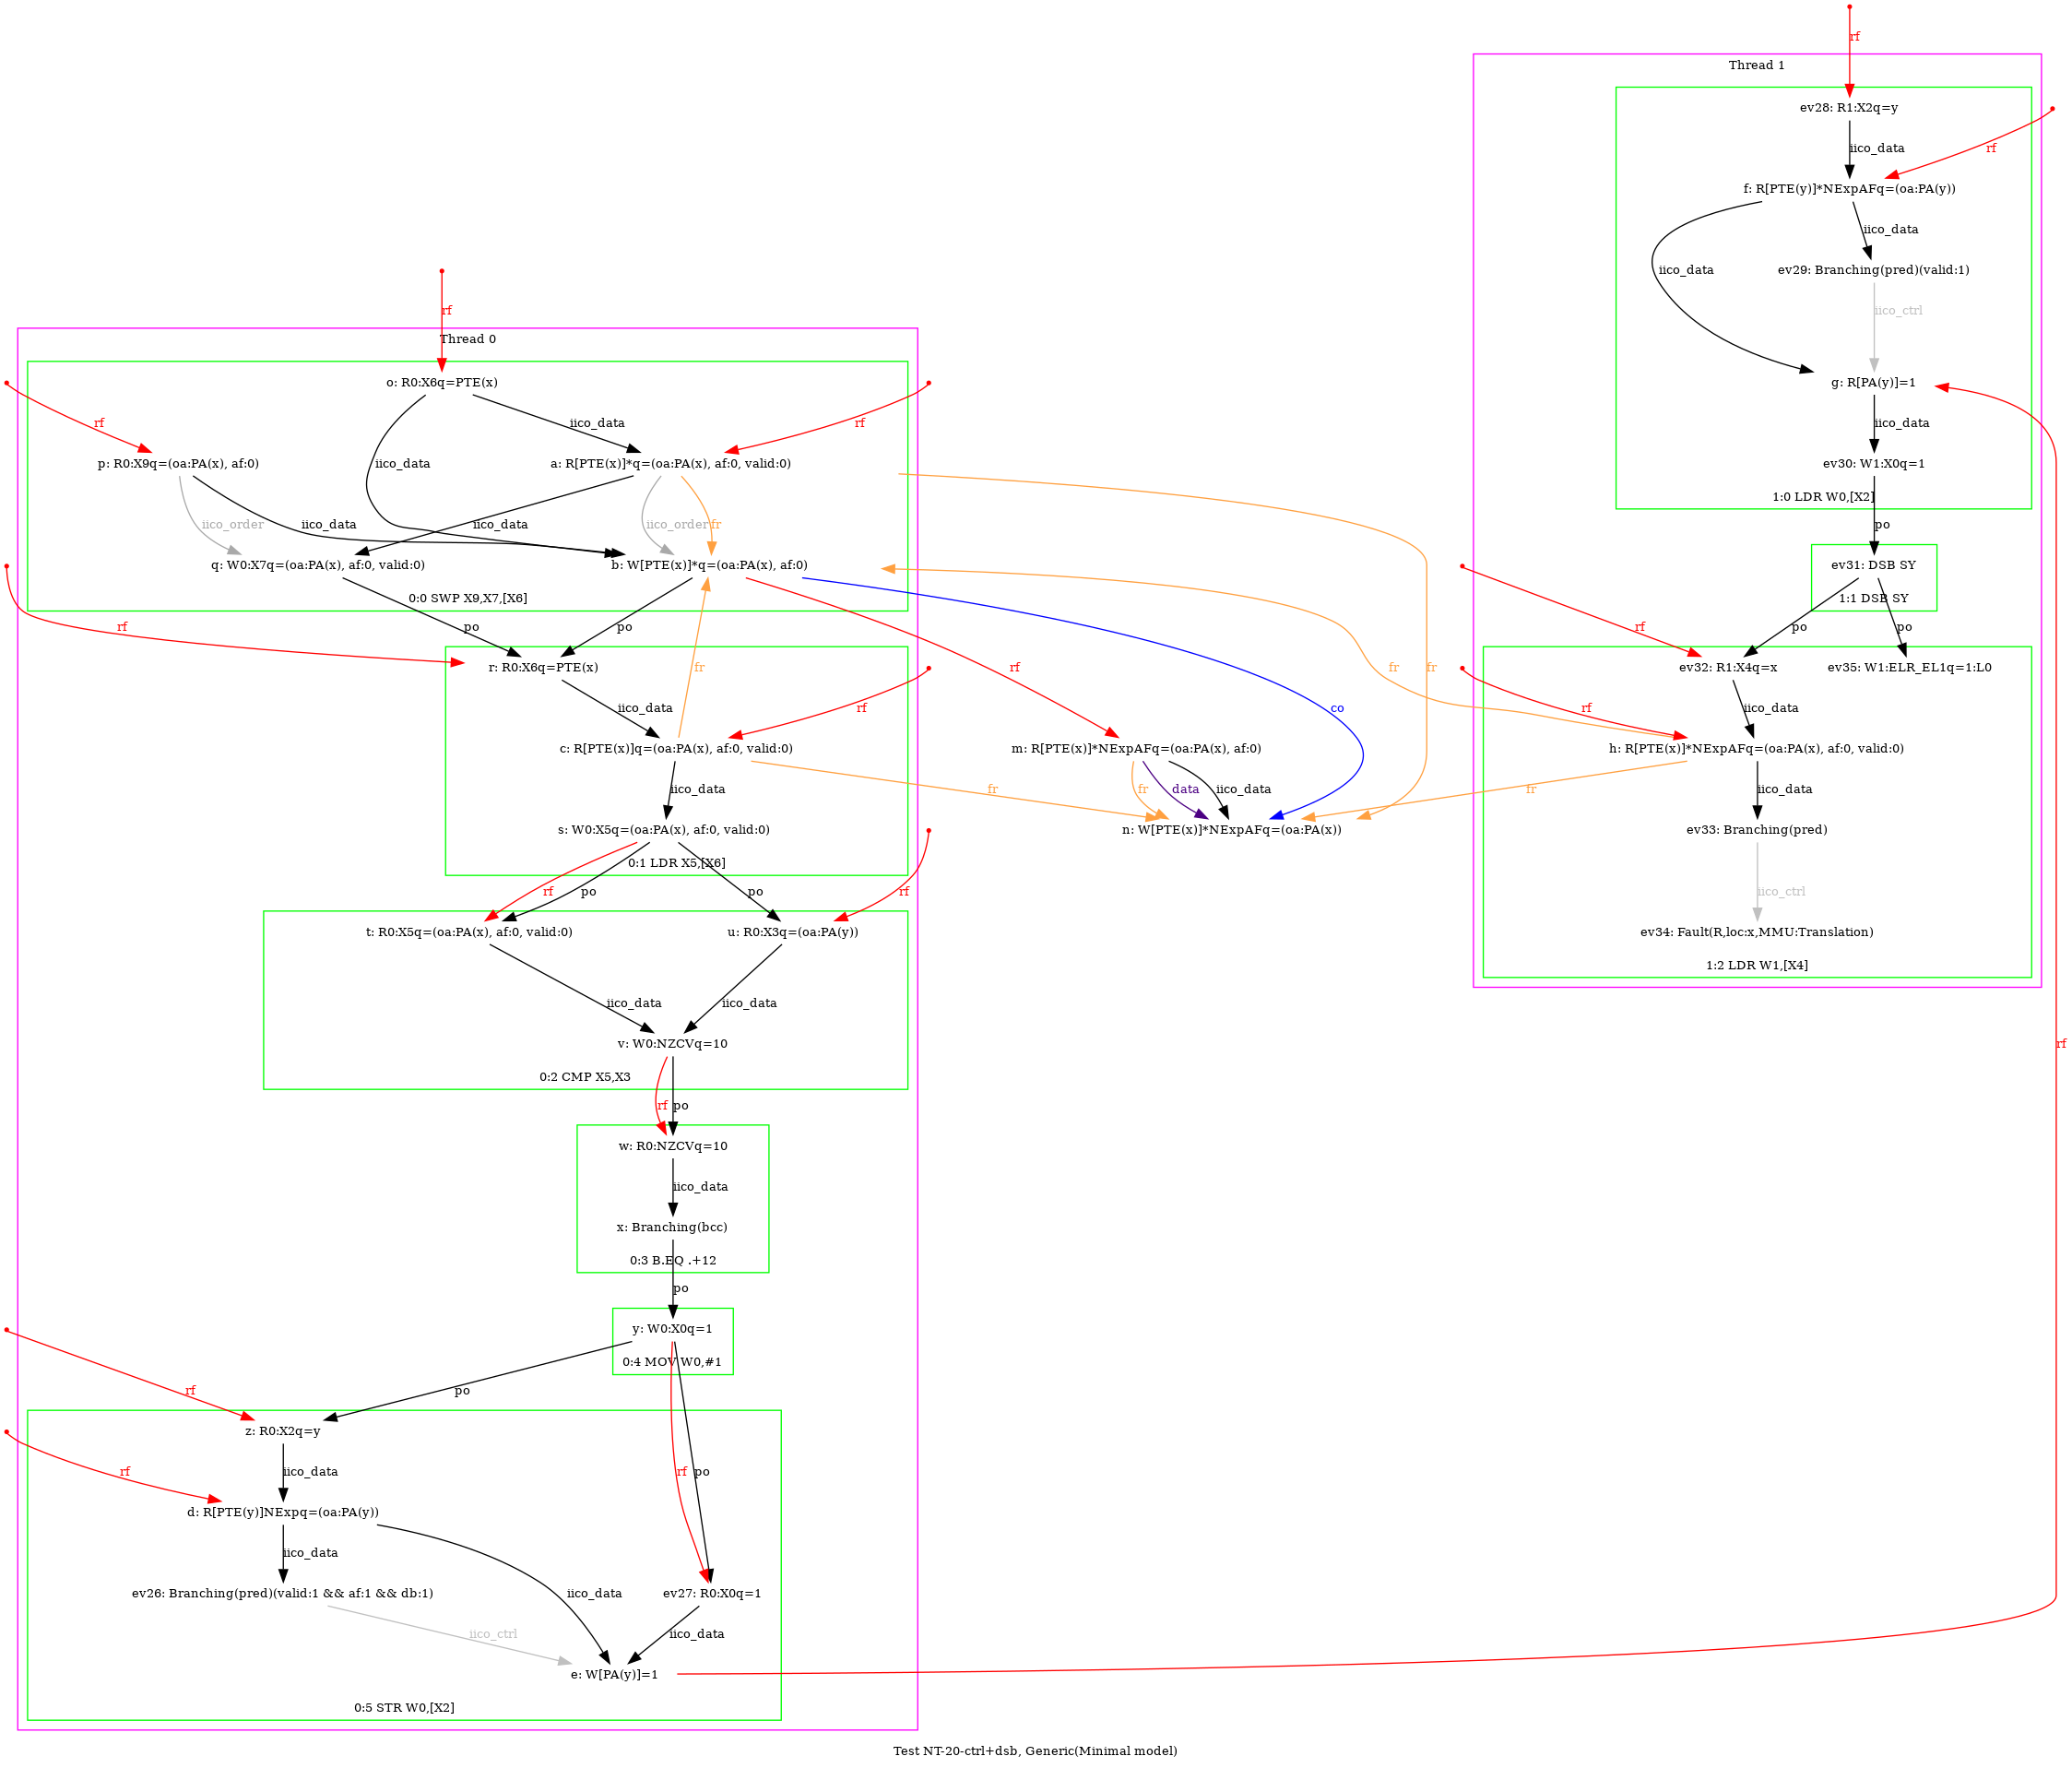 rf
Thread 1
ev28: R1:X2q=y
iico_data
rf
f: R[PTE(y)]*NExpAFq=(oa:PA(y))
iico_data
iico_data
ev29: Branching(pred)(valid:1)
iico_ctrl
g: R[PA(y)]=1
iico_data
ev30: W1:X0q=1
1:0 LDR W0,[X2]
po
ev31: DSB SY
1:1 DSB SY
rf
po
po
ev32: R1:X4q=x
ev35: W1:ELR_EL1q=1:L0
rf
iico_data
h: R[PTE(x)]*NExpAFq=(oa:PA(x), af:0, valid:0)
iico_data
ev33: Branching(pred)
iico_ctrl
ev34: Fault(R,loc:x,MMU:Translation)
1:2 LDR W1,[X4]
rf
rf
Thread 0
o: R0:X6q=PTE(x)
rf
iico_data
rf
p: R0:X9q=(oa:PA(x), af:0)
iico_data
a: R[PTE(x)]*q=(oa:PA(x), af:0, valid:0)
iico_order
iico_data
iico_data
iico_order
fr
q: W0:X7q=(oa:PA(x), af:0, valid:0)
b: W[PTE(x)]*q=(oa:PA(x), af:0)
0:0 SWP X9,X7,[X6]
rf
po
po
r: R0:X6q=PTE(x)
fr
rf
fr
fr
iico_data
rf
co
c: R[PTE(x)]q=(oa:PA(x), af:0, valid:0)
m: R[PTE(x)]*NExpAFq=(oa:PA(x), af:0)
iico_data
fr
fr
data
iico_data
fr
s: W0:X5q=(oa:PA(x), af:0, valid:0)
n: W[PTE(x)]*NExpAFq=(oa:PA(x))
0:1 LDR X5,[X6]
rf
po
po
rf
t: R0:X5q=(oa:PA(x), af:0, valid:0)
u: R0:X3q=(oa:PA(y))
iico_data
iico_data
v: W0:NZCVq=10
0:2 CMP X5,X3
rf
po
w: R0:NZCVq=10
iico_data
x: Branching(bcc)
0:3 B.EQ .+12
po
y: W0:X0q=1
0:4 MOV W0,#1
rf
po
z: R0:X2q=y
rf
iico_data
rf
po
d: R[PTE(y)]NExpq=(oa:PA(y))
iico_data
iico_data
ev26: Branching(pred)(valid:1 && af:1 && db:1)
ev27: R0:X0q=1
iico_ctrl
iico_data
e: W[PA(y)]=1
0:5 STR W0,[X2]
Test NT-20-ctrl+dsb, Generic(Minimal model)